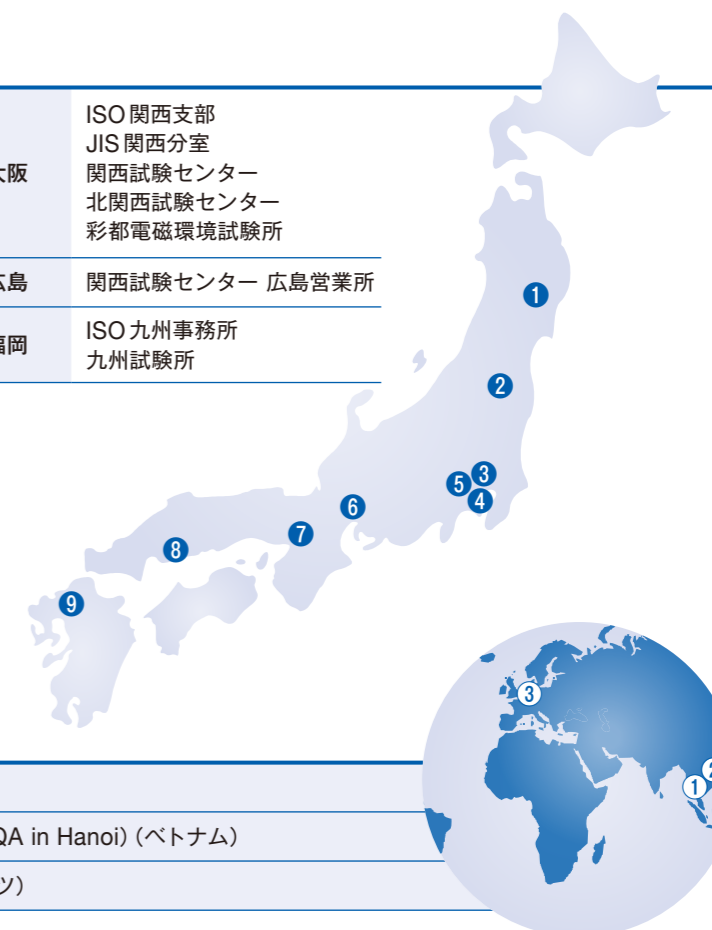 大阪
ISO関西支部
JIS関西分室
関西試験センター
北関西試験センター
彩都電磁環境試験所
広島
関西試験センター 広島営業所
福岡
ISO九州事務所
九州試験所
1
2
3
5
4
6
7
8
9
3
2
1
QA in Hanoi)（ベトナム）
ツ）